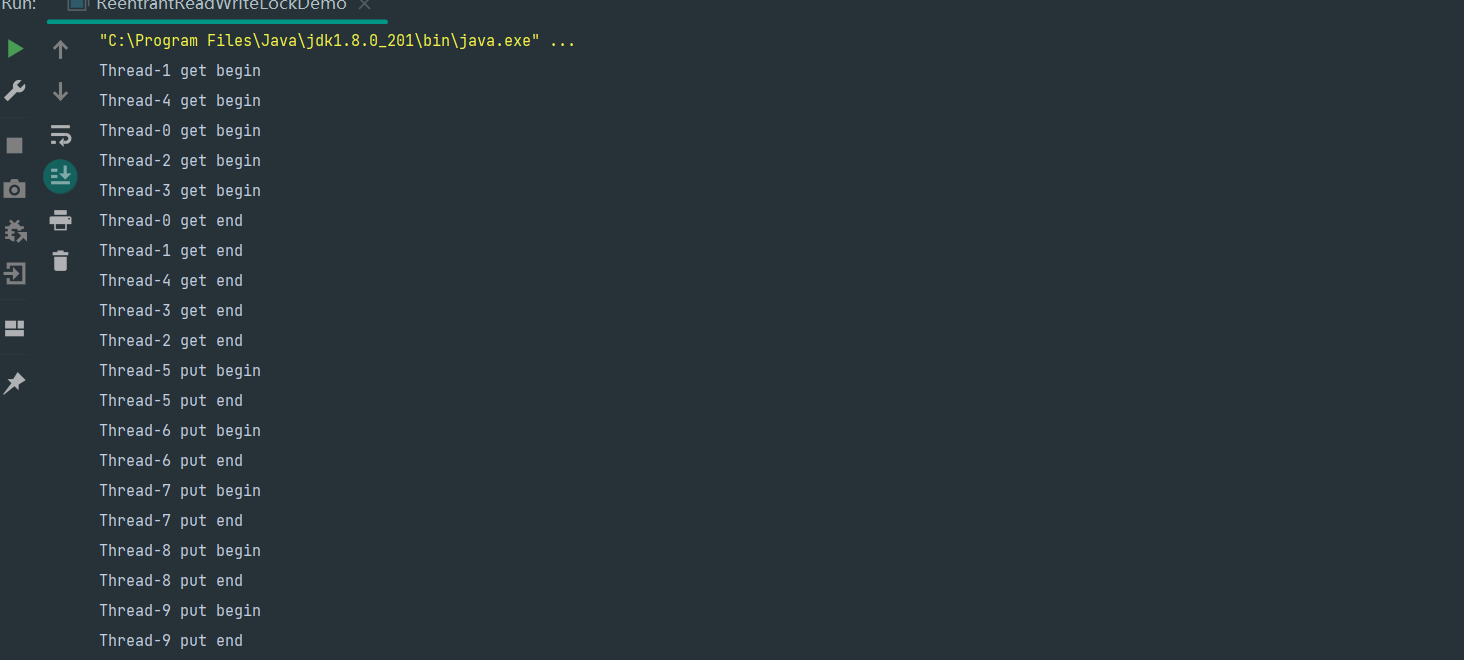 Run:
ReentrantReadWriteLockDemo
"C:\Program Files\Java\jdk1.8.0_201\bin\java.exe" ...
Thread-1 get begin
Thread-4 get begin
Thread-0 get begin
Thread-2 get begin
Thread-3 get begin
Thread-0 get end
Thread-1 get end
Thread-4 get end
Thread-3 get end
Thread-2 get end
Thread-5 put begin
Thread-5 put end
Thread-6 put begin
Thread-6 put end
Thread-7 put begin
Thread-7 put end
Thread-8 put begin
Thread-8 put end
Thread-9 put begin
Thread-9 put end